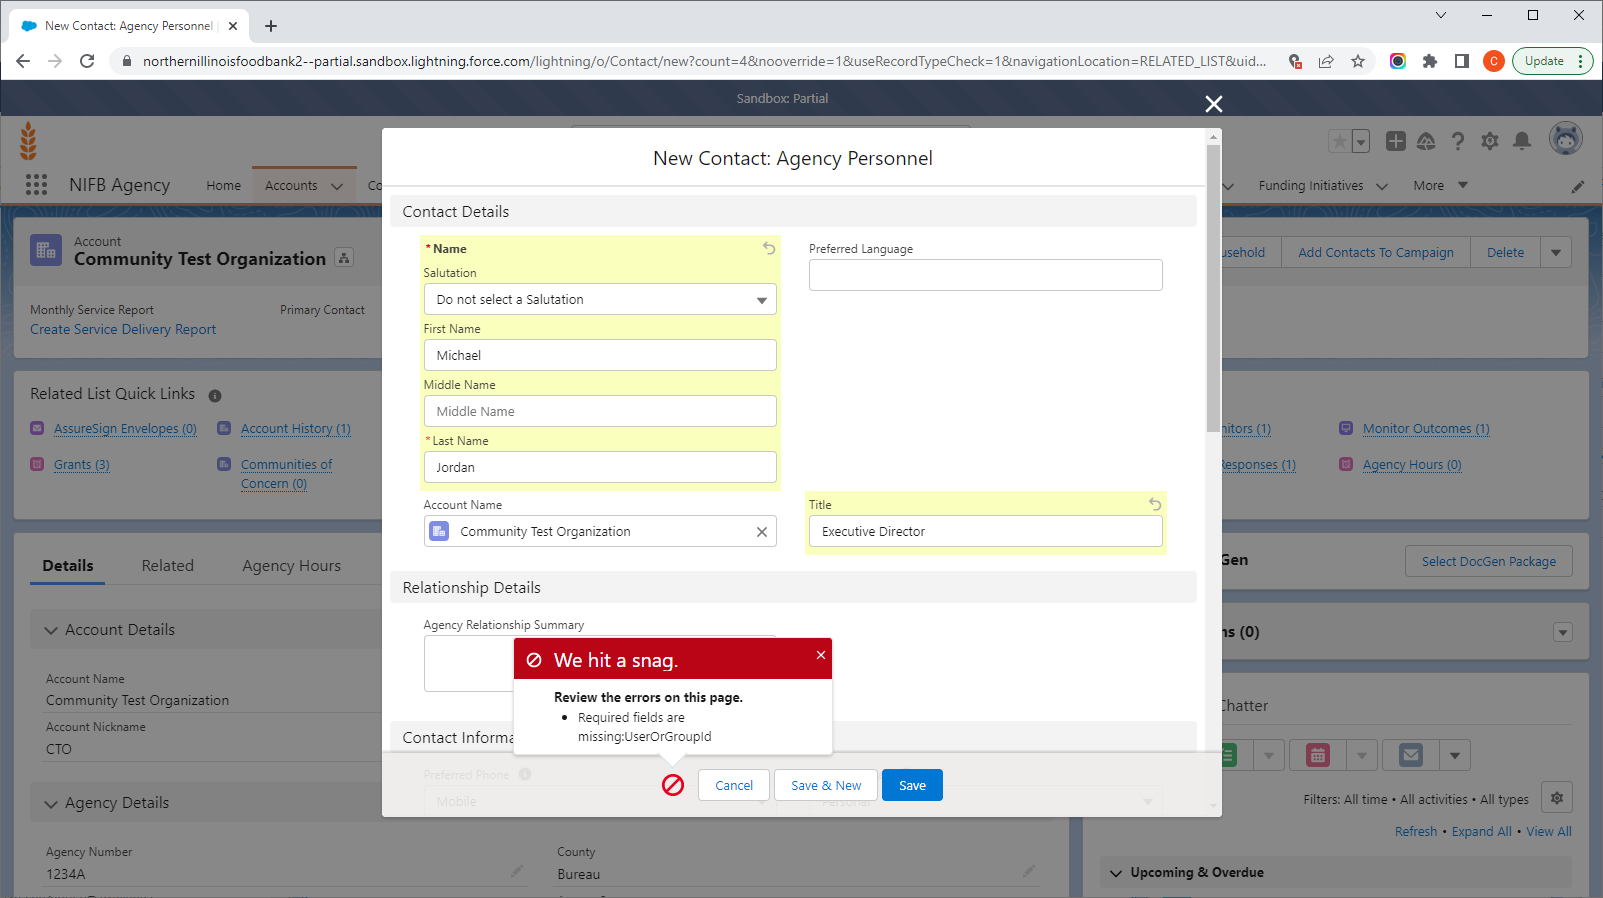 New Contact: Agency Personnel
northernillinoisfoodbank2--partial.sandbox.lightning.force.com/lightning/o/Contact/new?count=4&nooverride=1&useRecordTypeCheck=1&navigationLocation=RELATED_LIST&uid...
C
Update
Sandbox: Partial
NIFB Agency
Home
Accounts
Co
Funding Initiatives
More
Account
Community Test Organization
usehold
Add Contacts To Campaign
Delete
Monthly Service Report
Primary Contact
Create Service Delivery Report
Related List Quick Links
AssureSign Envelopes (0)
Account History (1)
Grants (3)
Communities of
Concern (0)
nitors (1)
Monitor Outcomes (1)
Responses (1)
Agency Hours (0)
Details
Related
Agency Hours
Account Details
Account Name
Community Test Organization
Account Nickname
CTO
Agency Details
Agency Number
1234A
County
Bureau
New Contact: Agency Personnel
Contact Details
* Name
Salutation
Do not select a Salutation
First Name
Michael
Middle Name
Middle Name
* Last Name
Jordan
Preferred Language
Account Name
Community Test Organization
Title
Executive Director
Relationship Details
Agency Relationship Summary
We hit a snag.
Review the errors on this page.
• Required fields are
missing:UserOrGroupId
Contact Informa
Preferred Phone
Mobile
Personal
Cancel
Save & New
Save
Gen
Select DocGen Package
ns (0)
Chatter
Filters: All time • All activities • All types
Refresh • Expand All • View All
Upcoming & Overdue